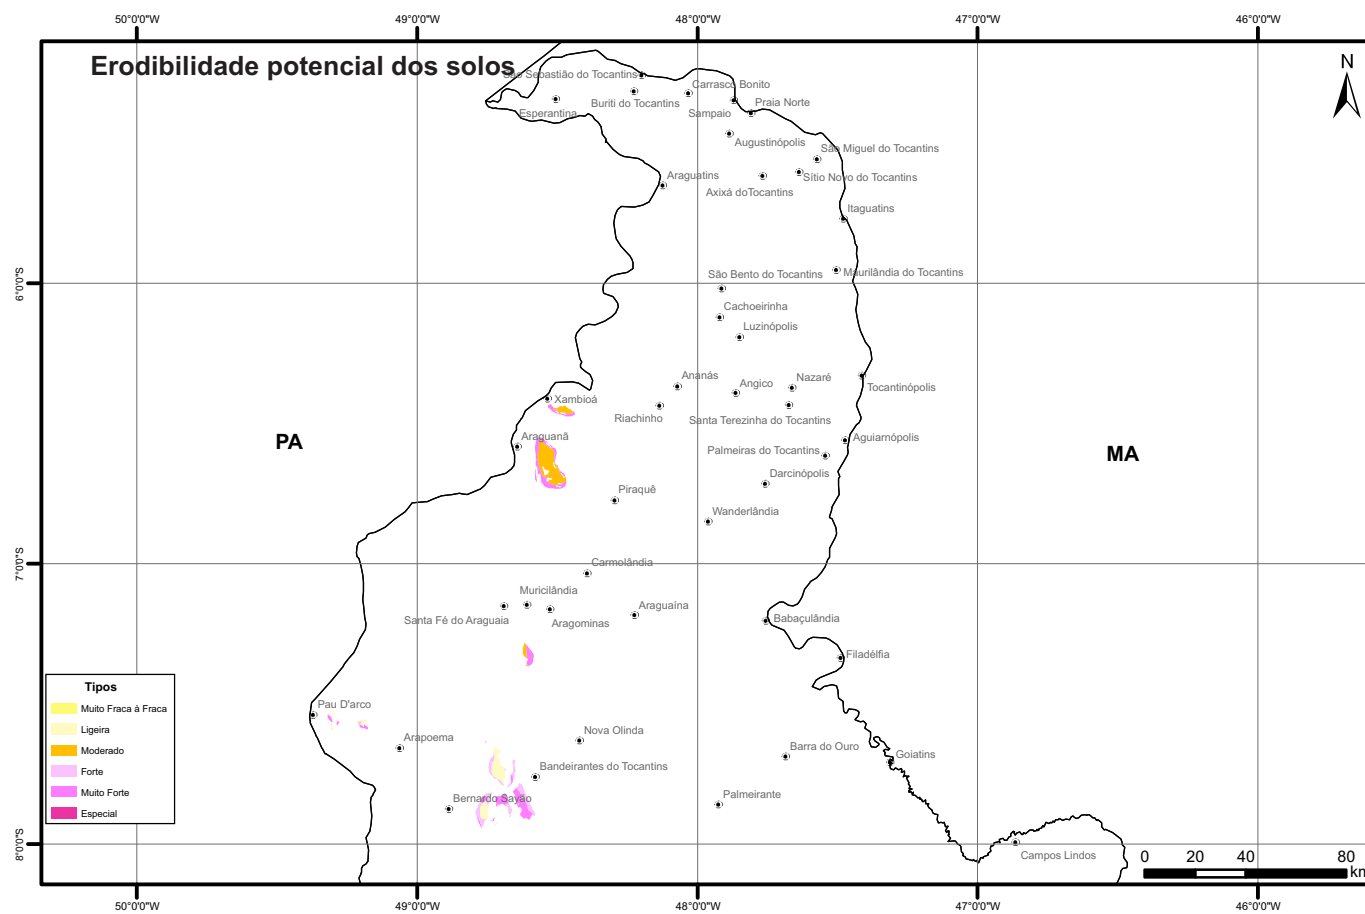 50°0'0"W 49°0'0"W 48°0'0"W 47°0'0"W 46°0'0"W
Erodibilidade potencial dos solos
N
São Sebastião do Tocantins
Carrasco Bonito
Buriti do Tocantins
Praia Norte
Esperantina
Sampaio
Augustinópolis
São Miguel do Tocantins
Araguatins
Sítio Novo do Tocantins
Axixá doTocantins
Itaguatins
São Bento do Tocantins
Maurilândia do Tocantins
6°0'0"S
Cachoeirinha
Luzinópolis
Ananás
Angico
Nazaré
Tocantinópolis
Xambioá
Riachinho
Santa Terezinha do Tocantins
Araguanã
Aguiarnópolis
PA
Palmeiras do Tocantins
MA
Darcinópolis
Piraquê
Wanderlândia
7°0'0"S
Carmolândia
Muricilândia
Araguaína
Santa Fé do Araguaia
Aragominas
Babaçulândia
Filadélfia
Tipos
Muito Fraca à Fraca
Ligeira
Moderado
Forte
Muito Forte
Especial
Pau D'arco
Arapoema
Nova Olinda
Barra do Ouro
Goiatins
Bandeirantes do Tocantins
Bernardo Sayão
Palmeirante
8°0'0"S
Campos Lindos
0 20 40 80
km
50°0'0"W 49°0'0"W 48°0'0"W 47°0'0"W 46°0'0"W